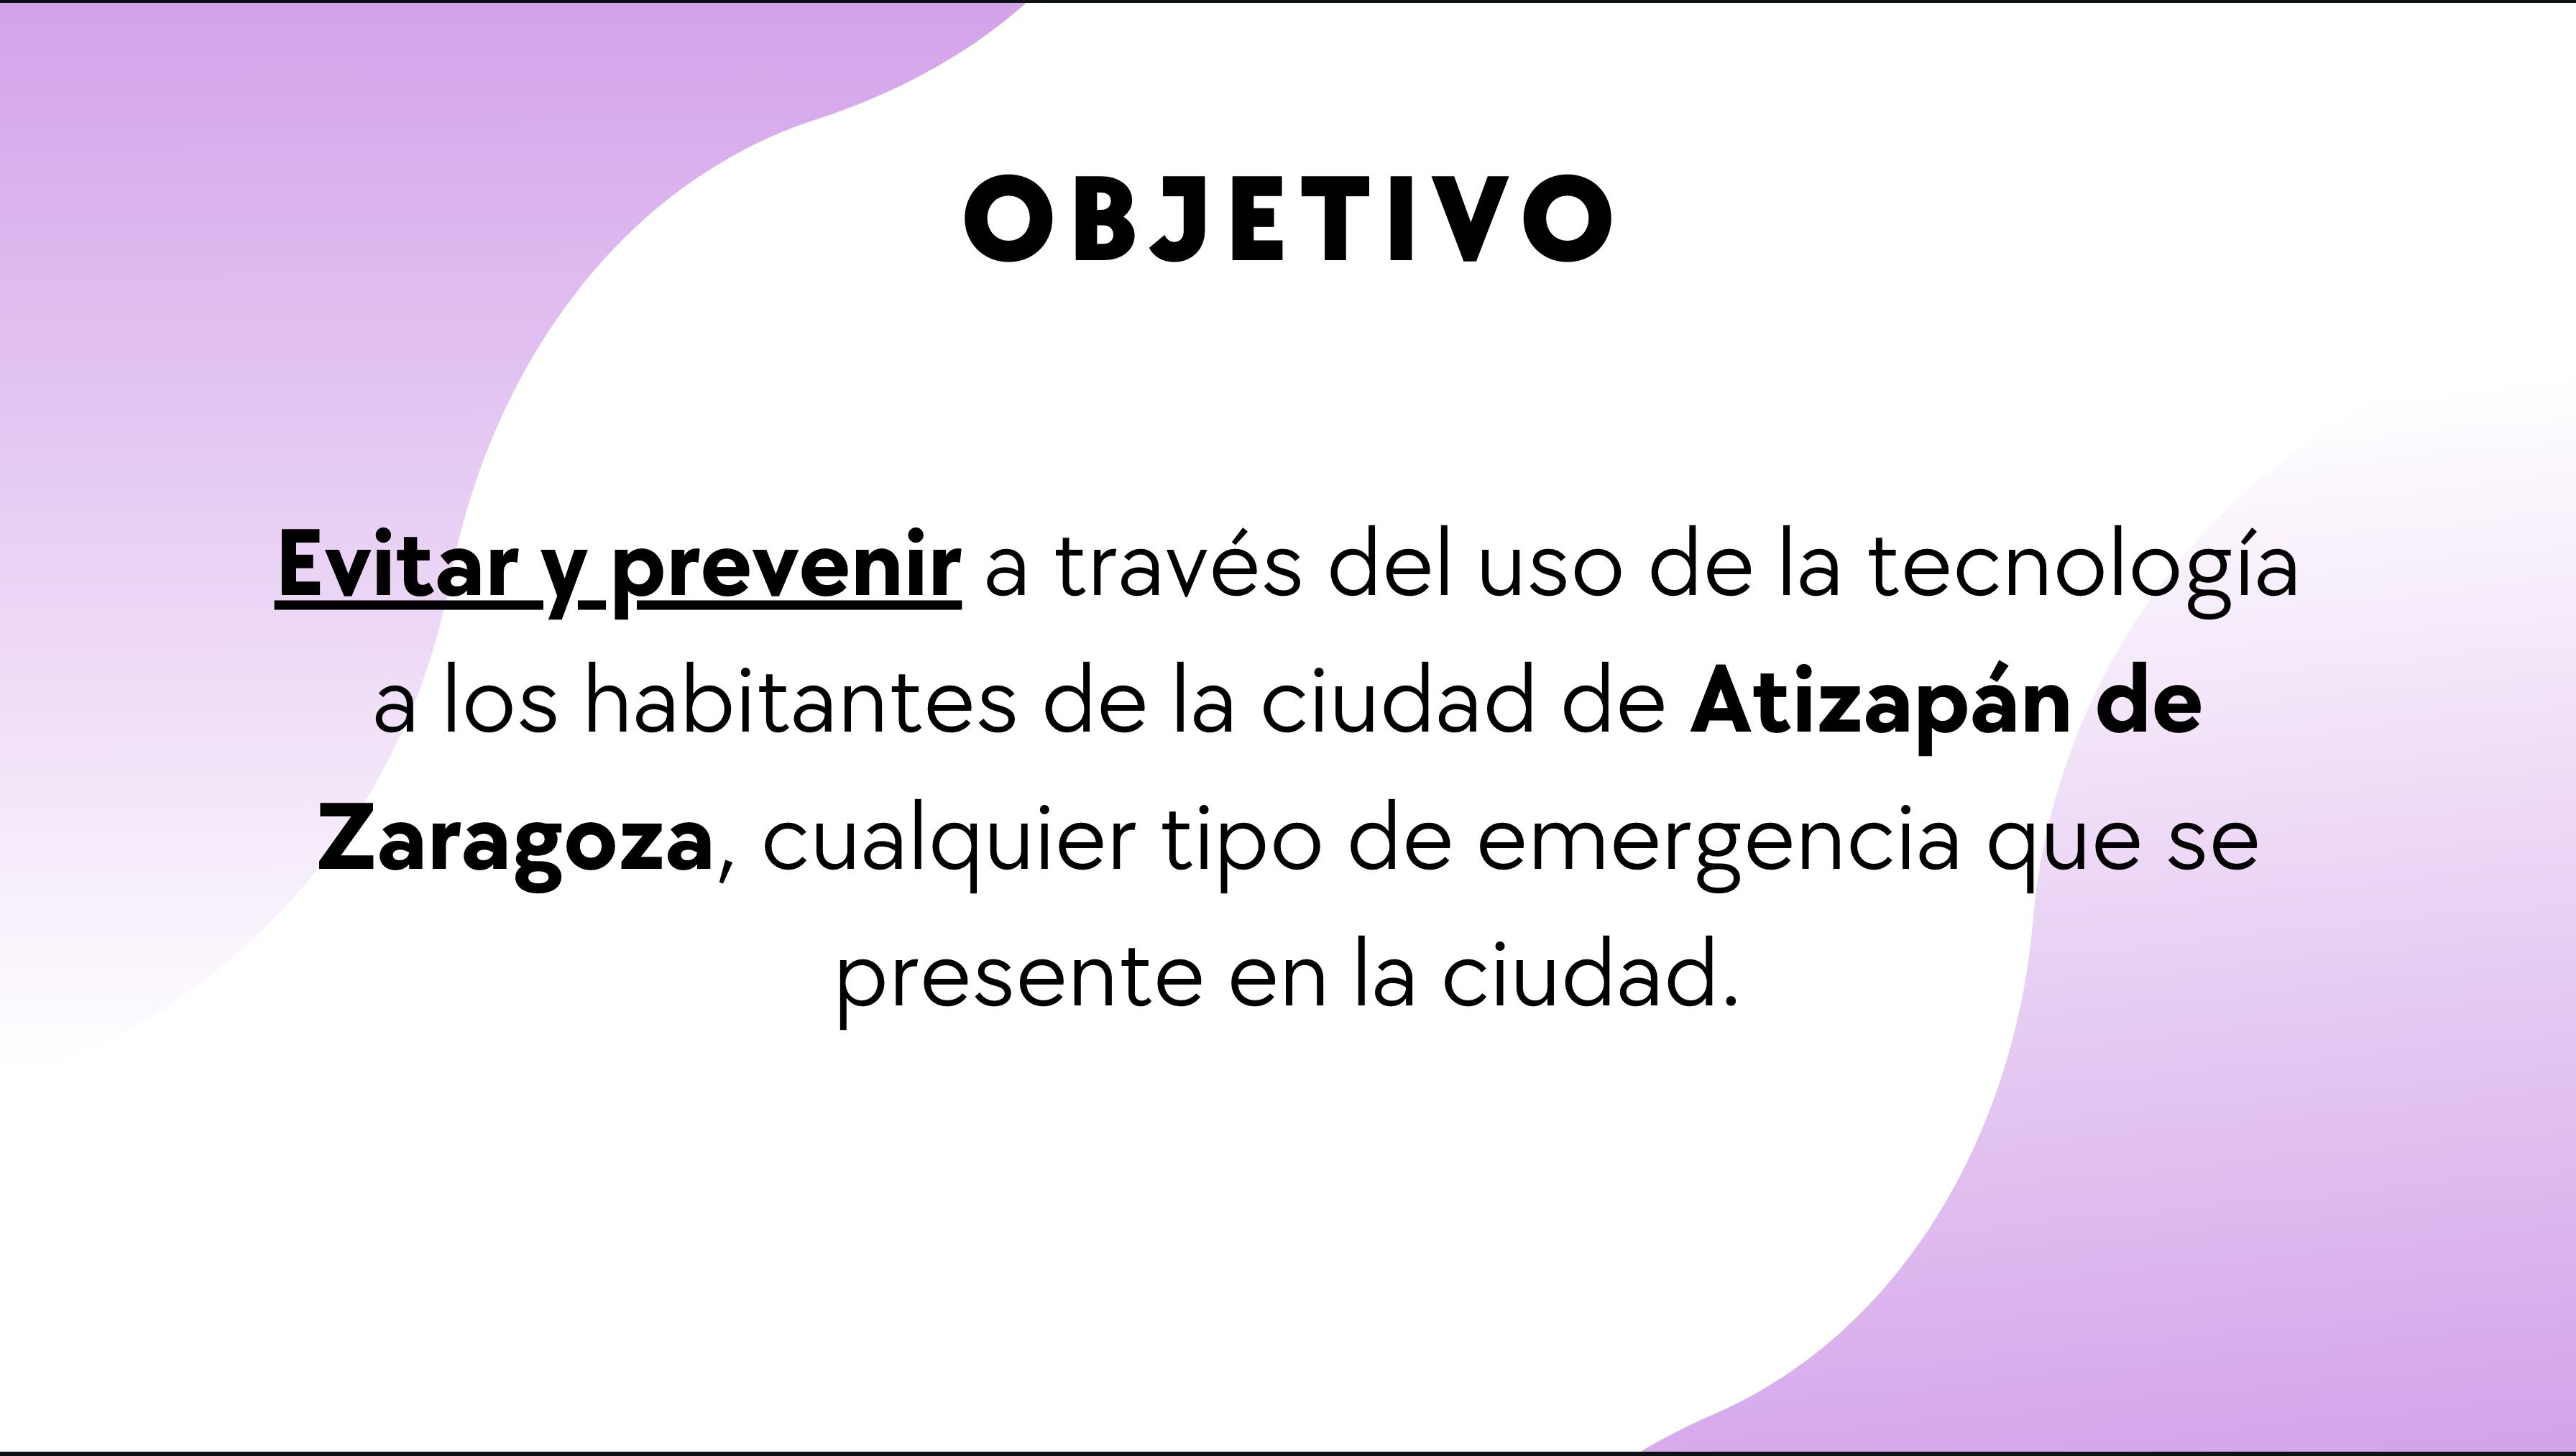 OBJETIVO
Evitar y prevenir a través del uso de la tecnología
a los habitantes de la ciudad de Atizapán de
Zaragoza, cualquier tipo de emergencia que se
presente en la ciudad.